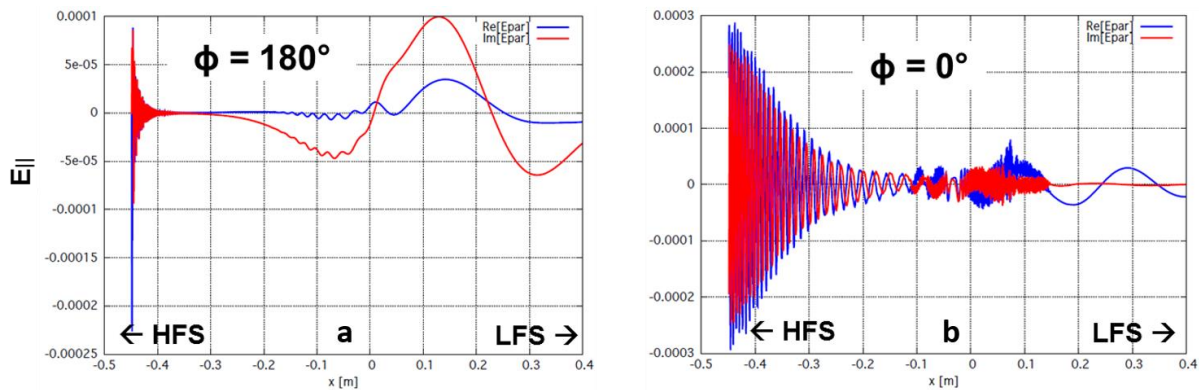 0.0001
5e-05
0
-5e-05
-0.0001
-0.00015
-0.0002
-0.00025
E||
ϕ = 180°
Re[Epar]
Im[Epar]
← HFS
a
LFS →
-0.5 -0.4 -0.3 -0.2 -0.1 0 0.1 0.2 0.3 0.4
x [m]
0.0003
0.0002
0.0001
0
-0.0001
-0.0002
-0.0003
ϕ = 0°
Re[Epar]
Im[Epar]
← HFS
b
LFS →
-0.5 -0.4 -0.3 -0.2 -0.1 0 0.1 0.2 0.3 0.4
x [m]